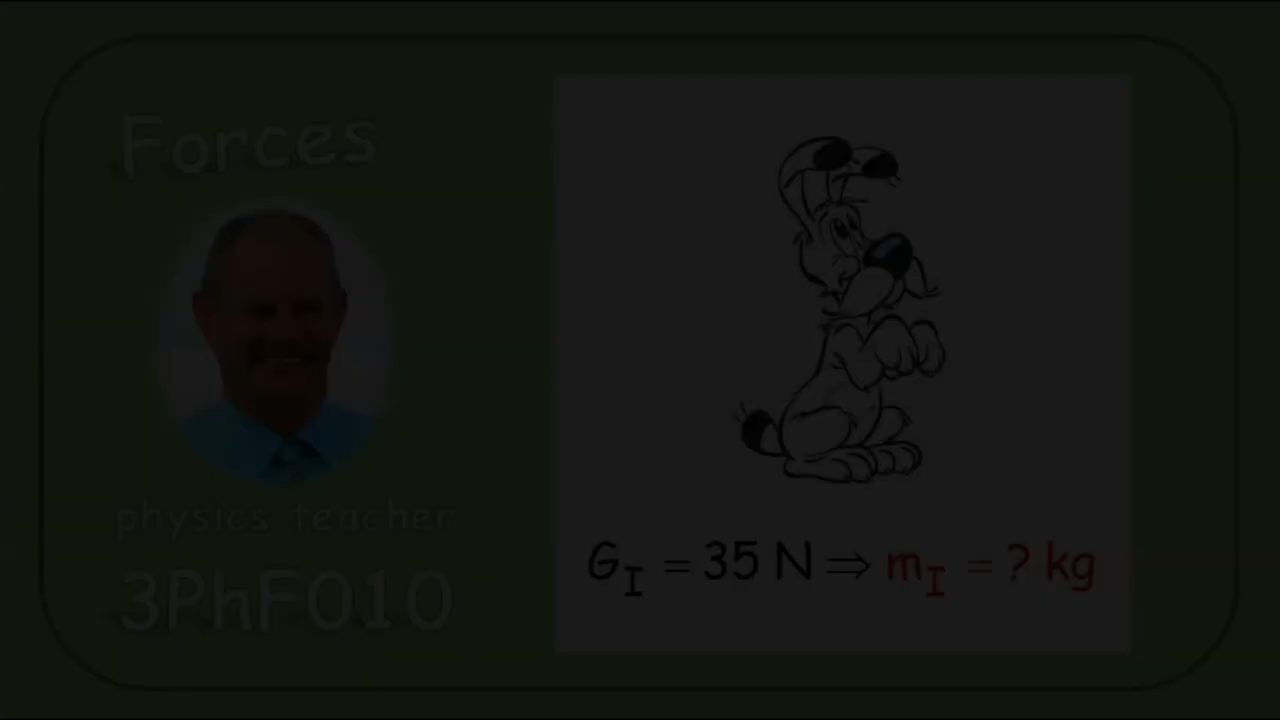 Forces
physics teacher
3PhF010
G_I = 35 N ⇒ m_I = ? kg